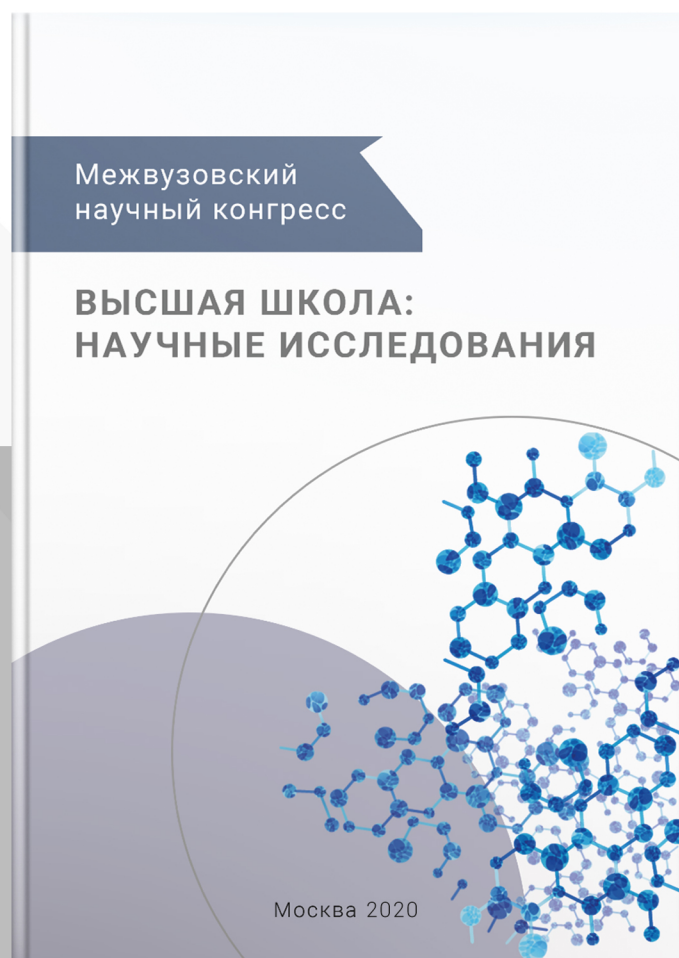 Межвузовский
научный конгресс
ВЫСШАЯ ШКОЛА:
НАУЧНЫЕ ИССЛЕДОВАНИЯ
Москва 2020